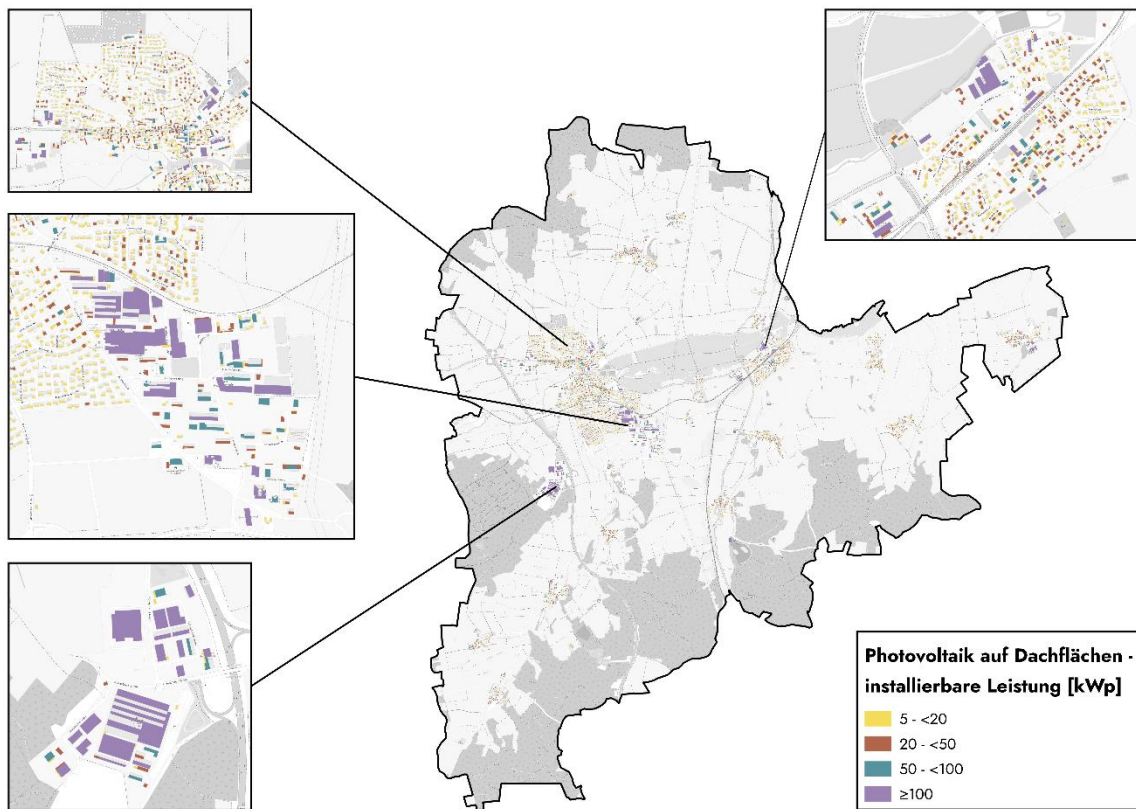 Photovoltaik auf Dachflächen -
installierbare Leistung [kWp]
5 - <20
20 - <50
50 - <100
≥100